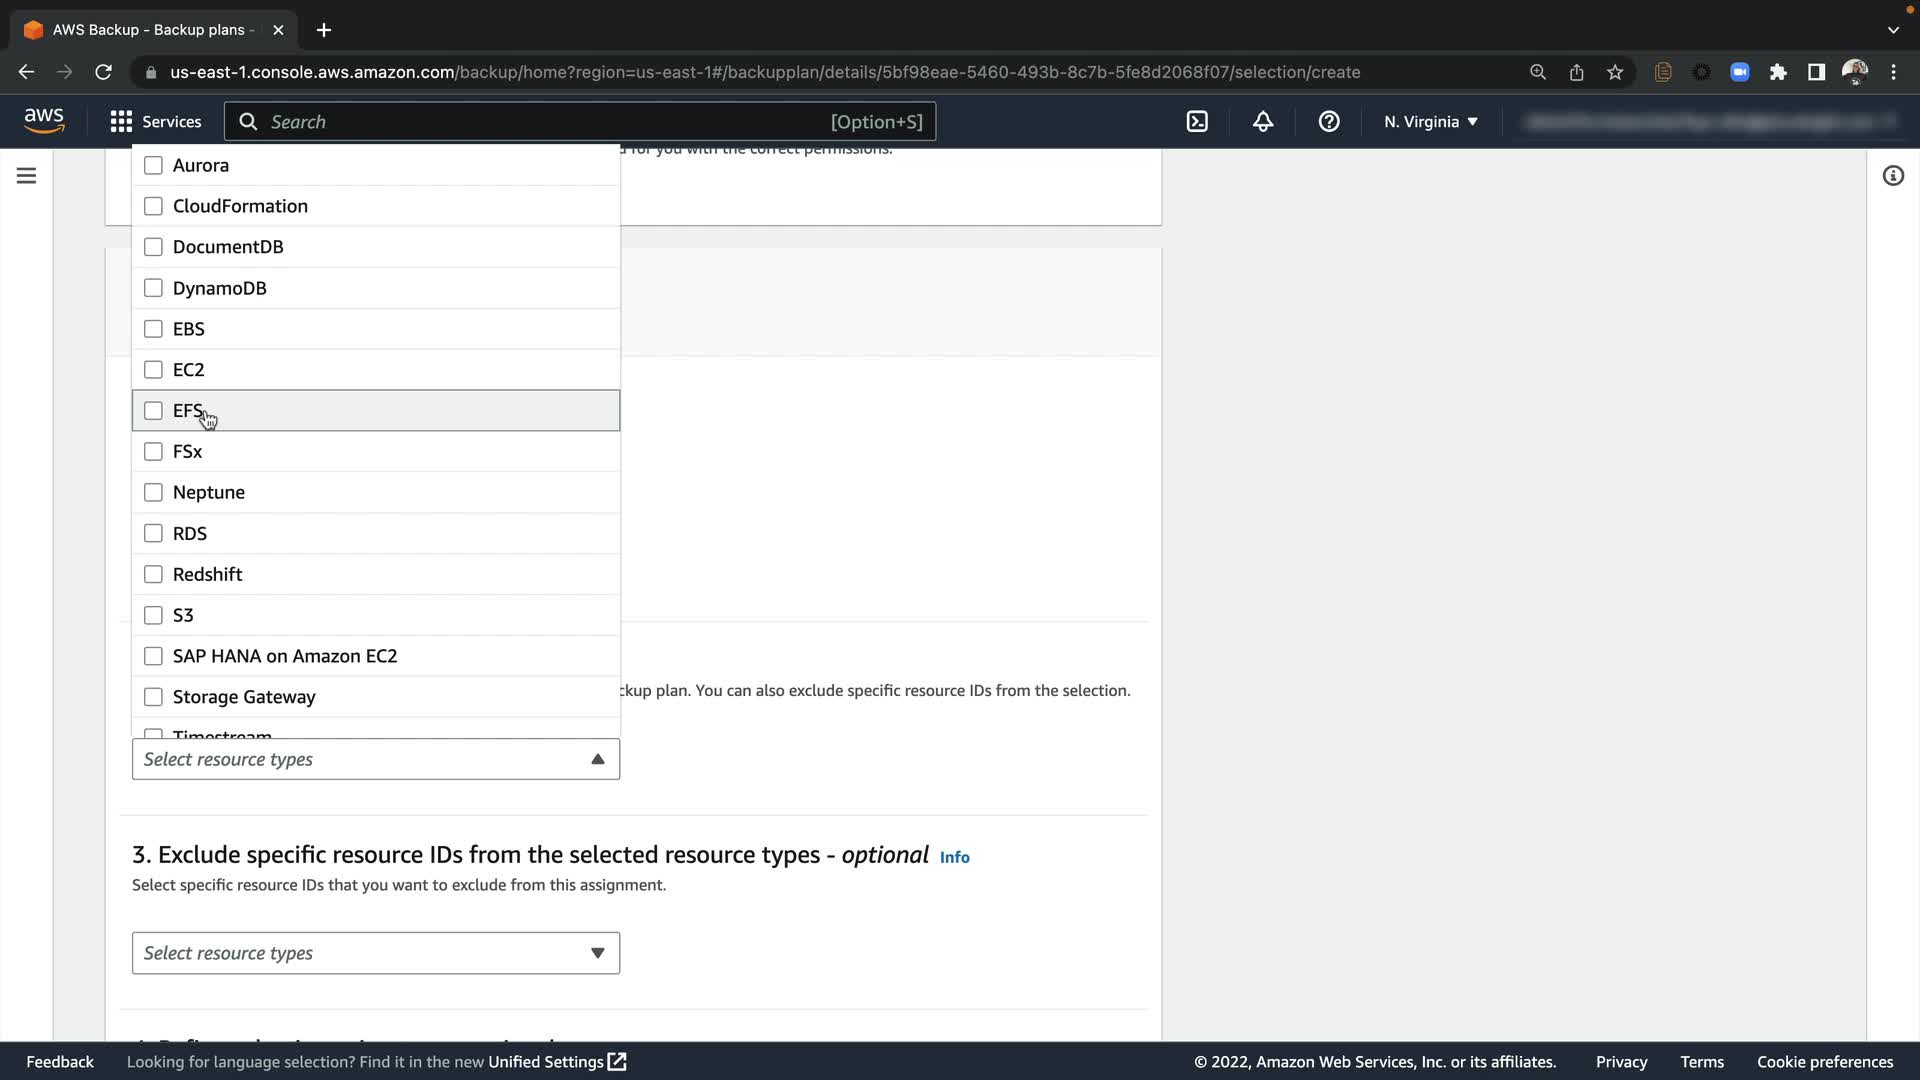 AWS Backup - Backup plans -
us-east-1.console.aws.amazon.com/backup/home?region=us-east-1#/backupplan/details/5bf98eae-5460-493b-8c7b-5fe8d2068f07/selection/create
aws
Services
Search
[Option+S]
N. Virginia
for you with the correct permissions.
Aurora
CloudFormation
DocumentDB
DynamoDB
EBS
EC2
EFS
FSx
Neptune
RDS
Redshift
S3
SAP HANA on Amazon EC2
Storage Gateway
Timestream
ckup plan. You can also exclude specific resource IDs from the selection.
Select resource types
3. Exclude specific resource IDs from the selected resource types - optional Info
Select specific resource IDs that you want to exclude from this assignment.
Select resource types
Feedback
Looking for language selection? Find it in the new Unified Settings
© 2022, Amazon Web Services, Inc. or its affiliates.
Privacy
Terms
Cookie preferences